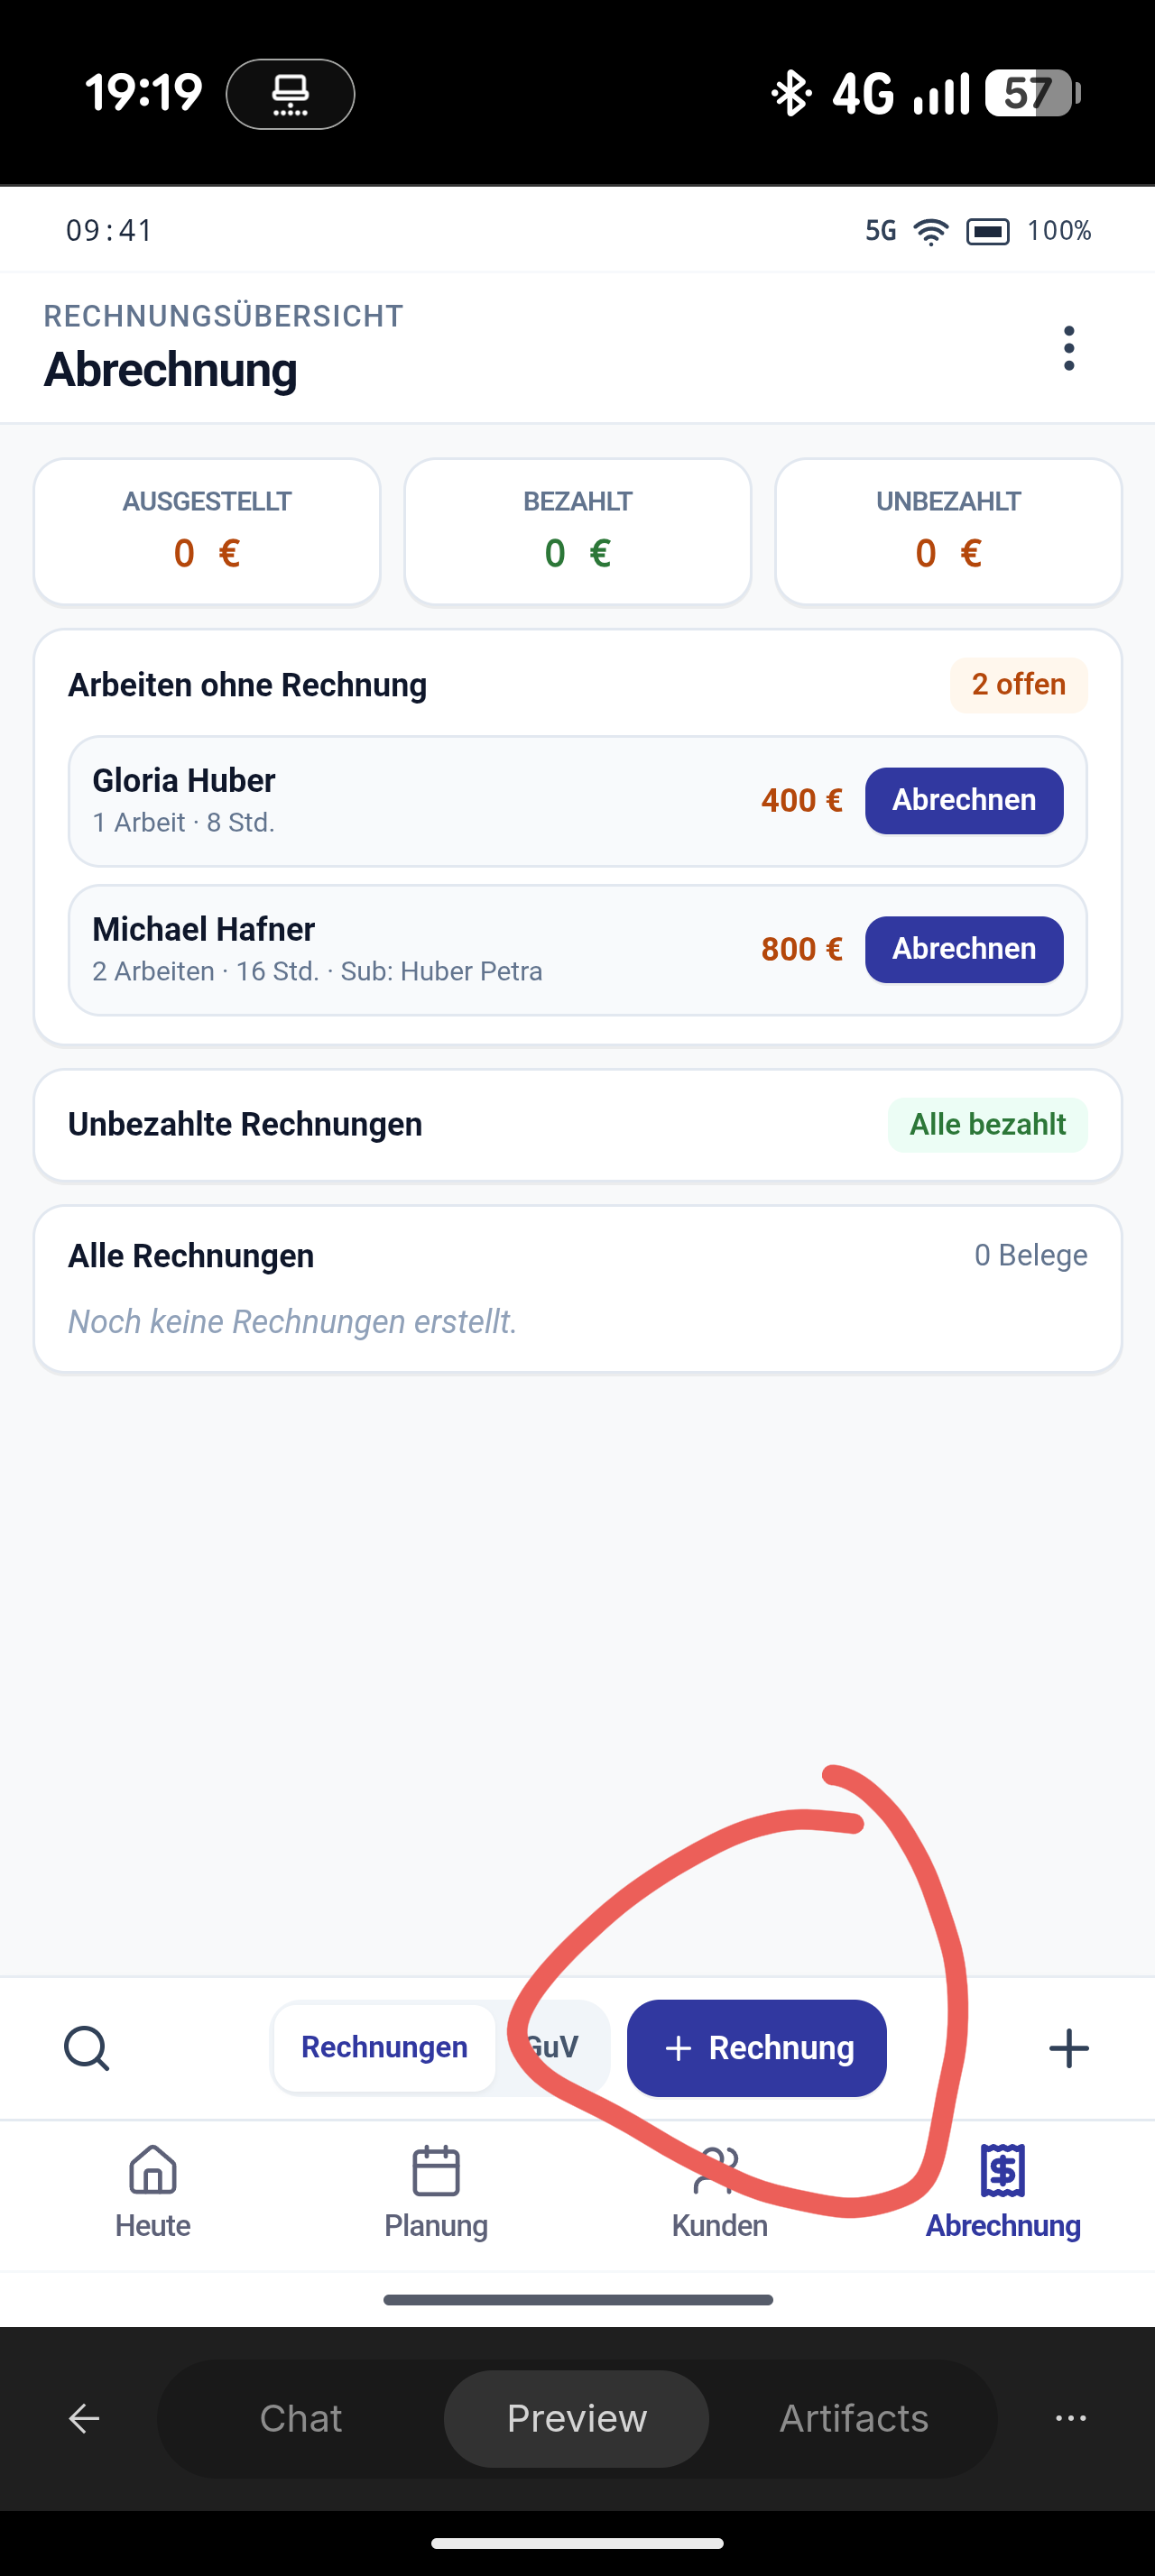 19:19
4G
57
09:41
5G
100%
RECHNUNGSÜBERSICHT
Abrechnung
AUSGESTELLT
BEZAHLT
UNBEZAHLT
0 €
0 €
0 €
Arbeiten ohne Rechnung
2 offen
Gloria Huber
1 Arbeit · 8 Std.
400 €
Abrechnen
Michael Hafner
2 Arbeiten · 16 Std. · Sub: Huber Petra
800 €
Abrechnen
Unbezahlte Rechnungen
Alle bezahlt
Alle Rechnungen
0 Belege
Noch keine Rechnungen erstellt.
Rechnungen
GuV
+ Rechnung
+
Heute
Planung
Kunden
Abrechnung
Chat
Preview
Artifacts